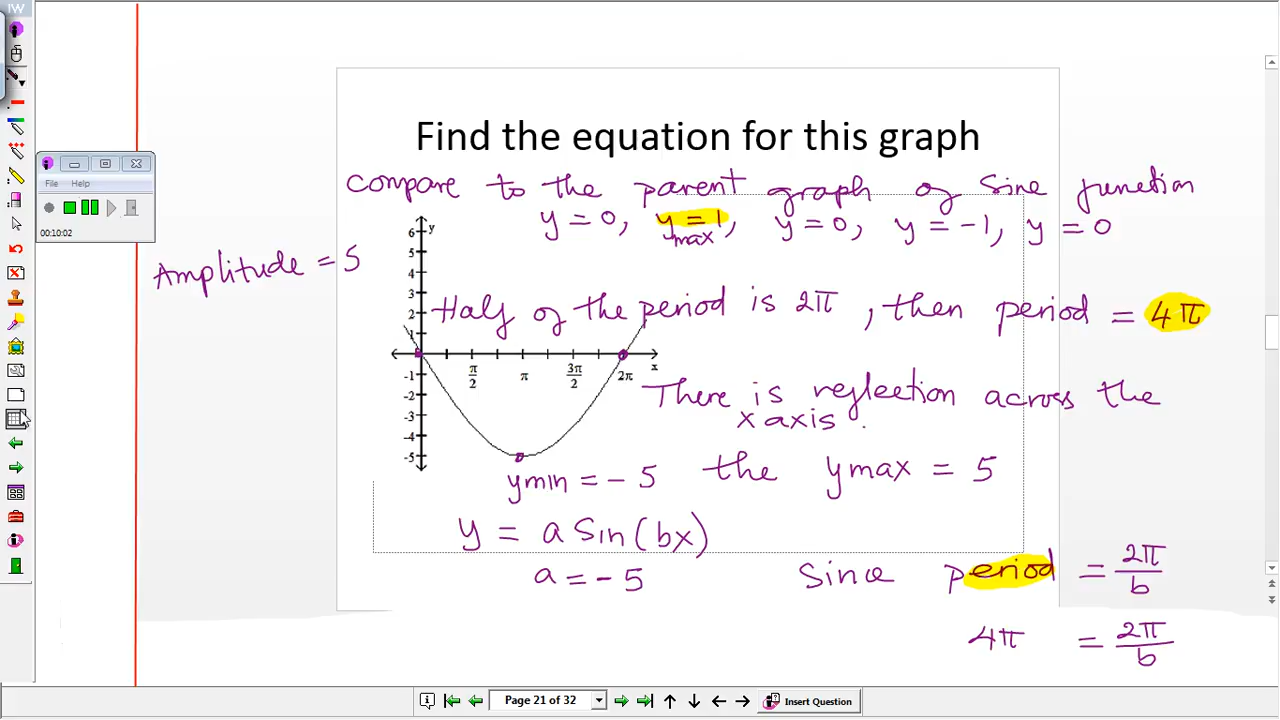 IW
Find the equation for this graph
File Help
00:10:02
Compare to the parent graph of Sine function
y = 0, y = 1, y = 0, y = -1, y = 0
max
Amplitude = 5
Half of the period is 2π, then period = 4π
6 y
5
4
3
2
1
π/2 π 3π/2 2π x
-1
-2
-3
-4
-5
There is reflection across the
x axis.
ymin = -5 the ymax = 5
y = a Sin(bx)
a = -5 Since period = 2π/b
4π = 2π/b
Page 21 of 32 Insert Question